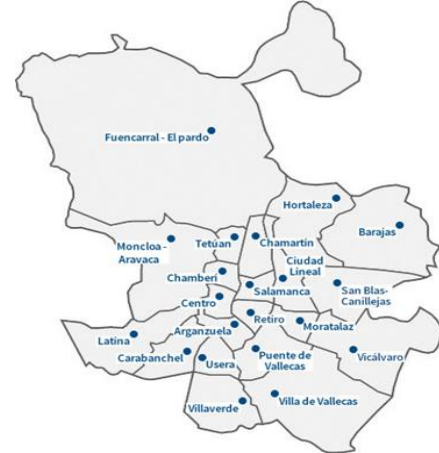 Fuencarral - El pardo
Hortaleza
Barajas
Moncloa -
Aravaca
Tetúan
Chamartín
Ciudad
Lineal
Chamberí
Salamanca
San Blas-
Canillejas
Centro
Retiro
Moratalaz
Arganzuela
Latina
Carabanchel
Usera
Puente de
Vallecas
Vicálvaro
Villaverde
Villa de Vallecas